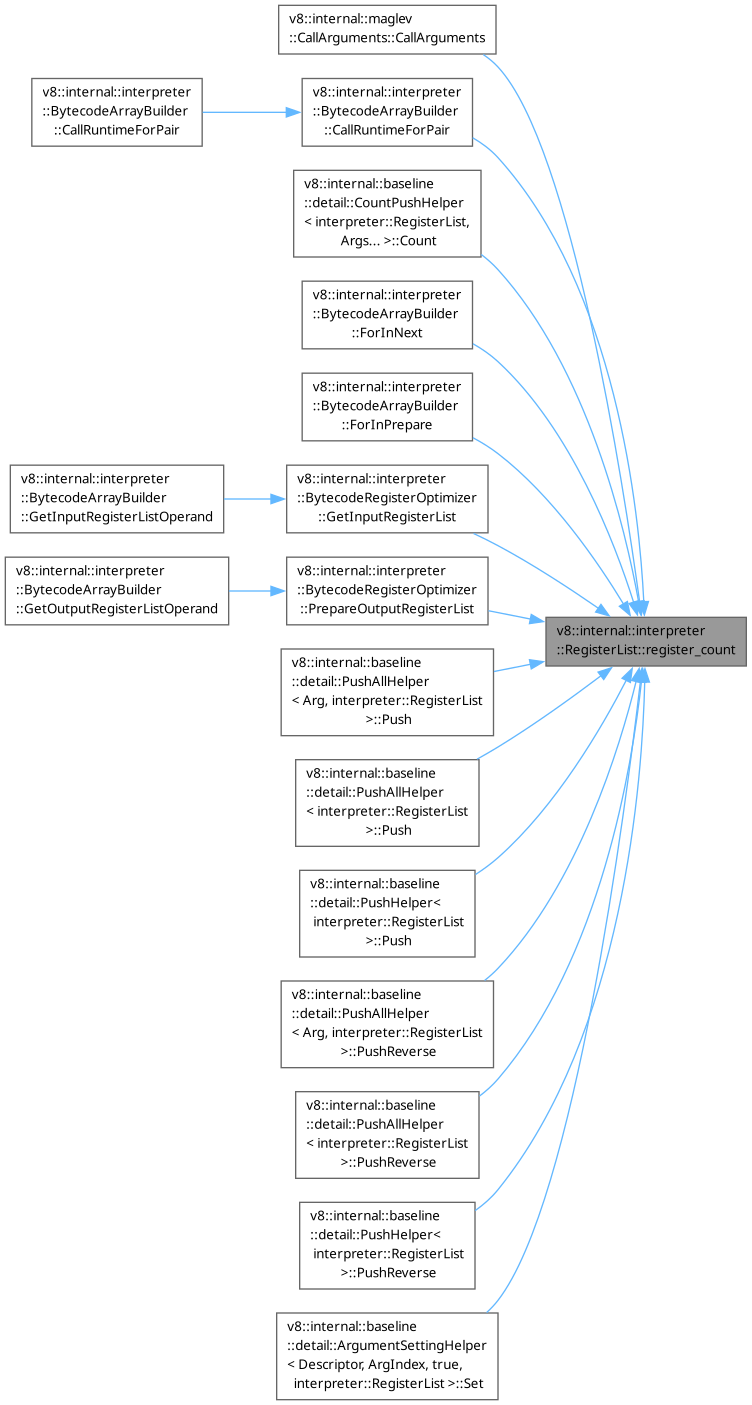 v8::internal::maglev
::CallArguments::CallArguments
v8::internal::interpreter
::BytecodeArrayBuilder
::CallRuntimeForPair
v8::internal::interpreter
::BytecodeArrayBuilder
::CallRuntimeForPair
v8::internal::baseline
::detail::CountPushHelper
< interpreter::RegisterList,
Args... >::Count
v8::internal::interpreter
::BytecodeArrayBuilder
::ForInNext
v8::internal::interpreter
::BytecodeArrayBuilder
::ForInPrepare
v8::internal::interpreter
::BytecodeArrayBuilder
::GetInputRegisterListOperand
v8::internal::interpreter
::BytecodeRegisterOptimizer
::GetInputRegisterList
v8::internal::interpreter
::BytecodeArrayBuilder
::GetOutputRegisterListOperand
v8::internal::interpreter
::BytecodeRegisterOptimizer
::PrepareOutputRegisterList
v8::internal::interpreter
::RegisterList::register_count
v8::internal::baseline
::detail::PushAllHelper
< Arg, interpreter::RegisterList
>::Push
v8::internal::baseline
::detail::PushAllHelper
< interpreter::RegisterList
>::Push
v8::internal::baseline
::detail::PushHelper<
interpreter::RegisterList
>::Push
v8::internal::baseline
::detail::PushAllHelper
< Arg, interpreter::RegisterList
>::PushReverse
v8::internal::baseline
::detail::PushAllHelper
< interpreter::RegisterList
>::PushReverse
v8::internal::baseline
::detail::PushHelper<
interpreter::RegisterList
>::PushReverse
v8::internal::baseline
::detail::ArgumentSettingHelper
< Descriptor, ArgIndex, true,
interpreter::RegisterList >::Set